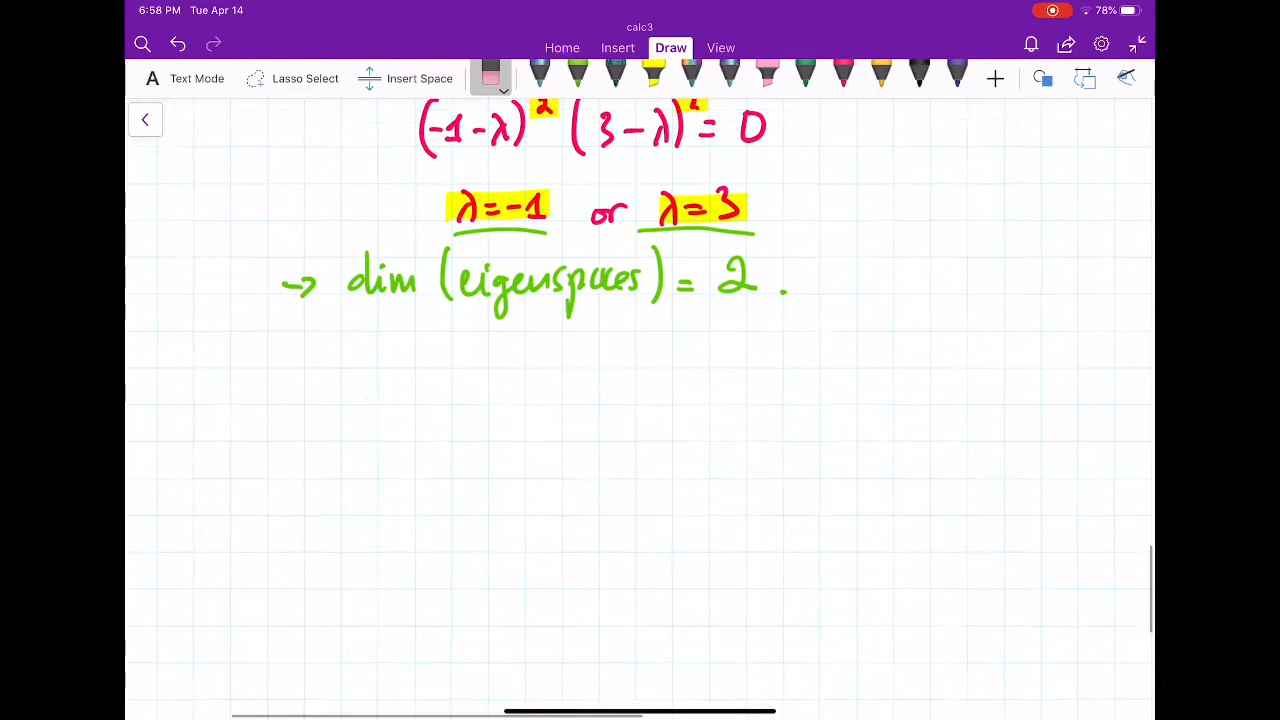 6:58 PM Tue Apr 14
78%
calc3
Home Insert Draw View
A Text Mode Lasso Select Insert Space
(-1-λ)² (3-λ)² = 0
λ=-1 or λ=3
→ dim (eigenspaces) = 2.